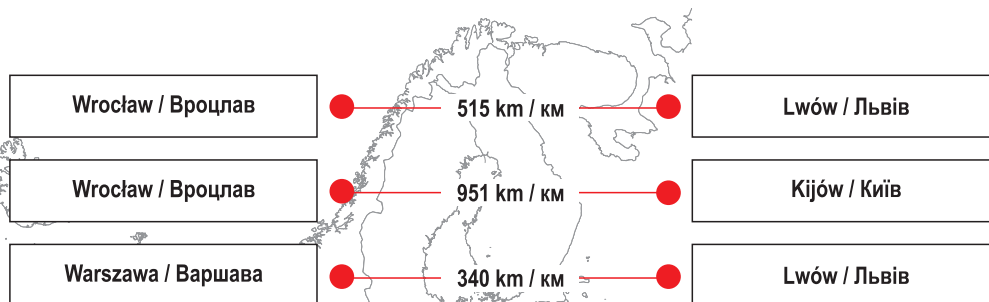 Wrocław / Вроцлав 515 km / км Lwów / Львів
Wrocław / Вроцлав 951 km / км Kijów / Київ
Warszawa / Варшава 340 km / км Lwów / Львів